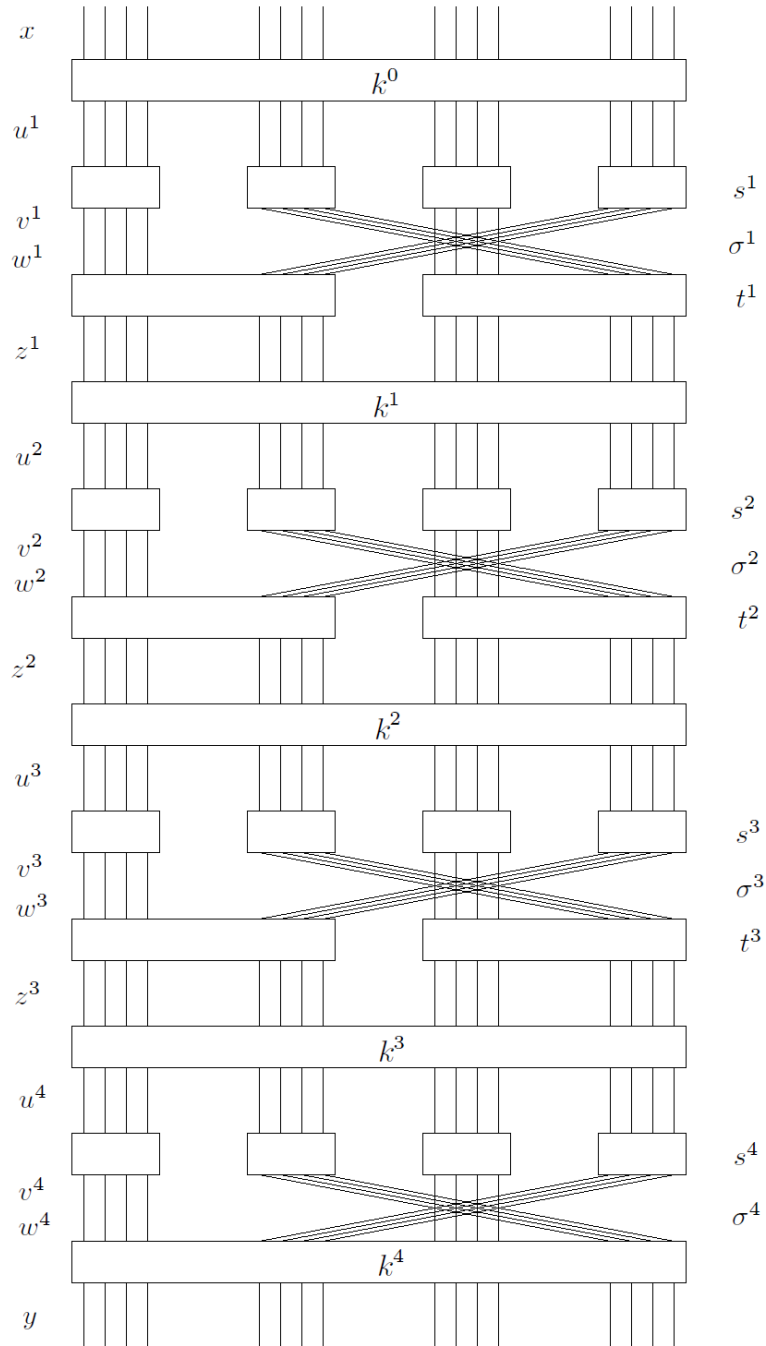 x
k⁰
u¹
s¹
v¹
σ¹
w¹
t¹
z¹
k¹
u²
s²
v²
σ²
w²
t²
z²
k²
u³
s³
v³
σ³
w³
t³
z³
k³
u⁴
s⁴
v⁴
σ⁴
w⁴
k⁴
y